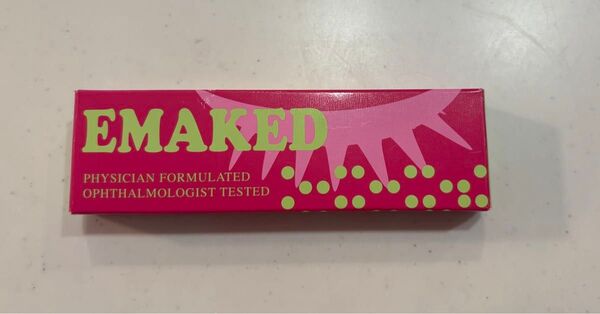 EMAKED
PHYSICIAN FORMULATED
OPHTHALMOLOGIST TESTED